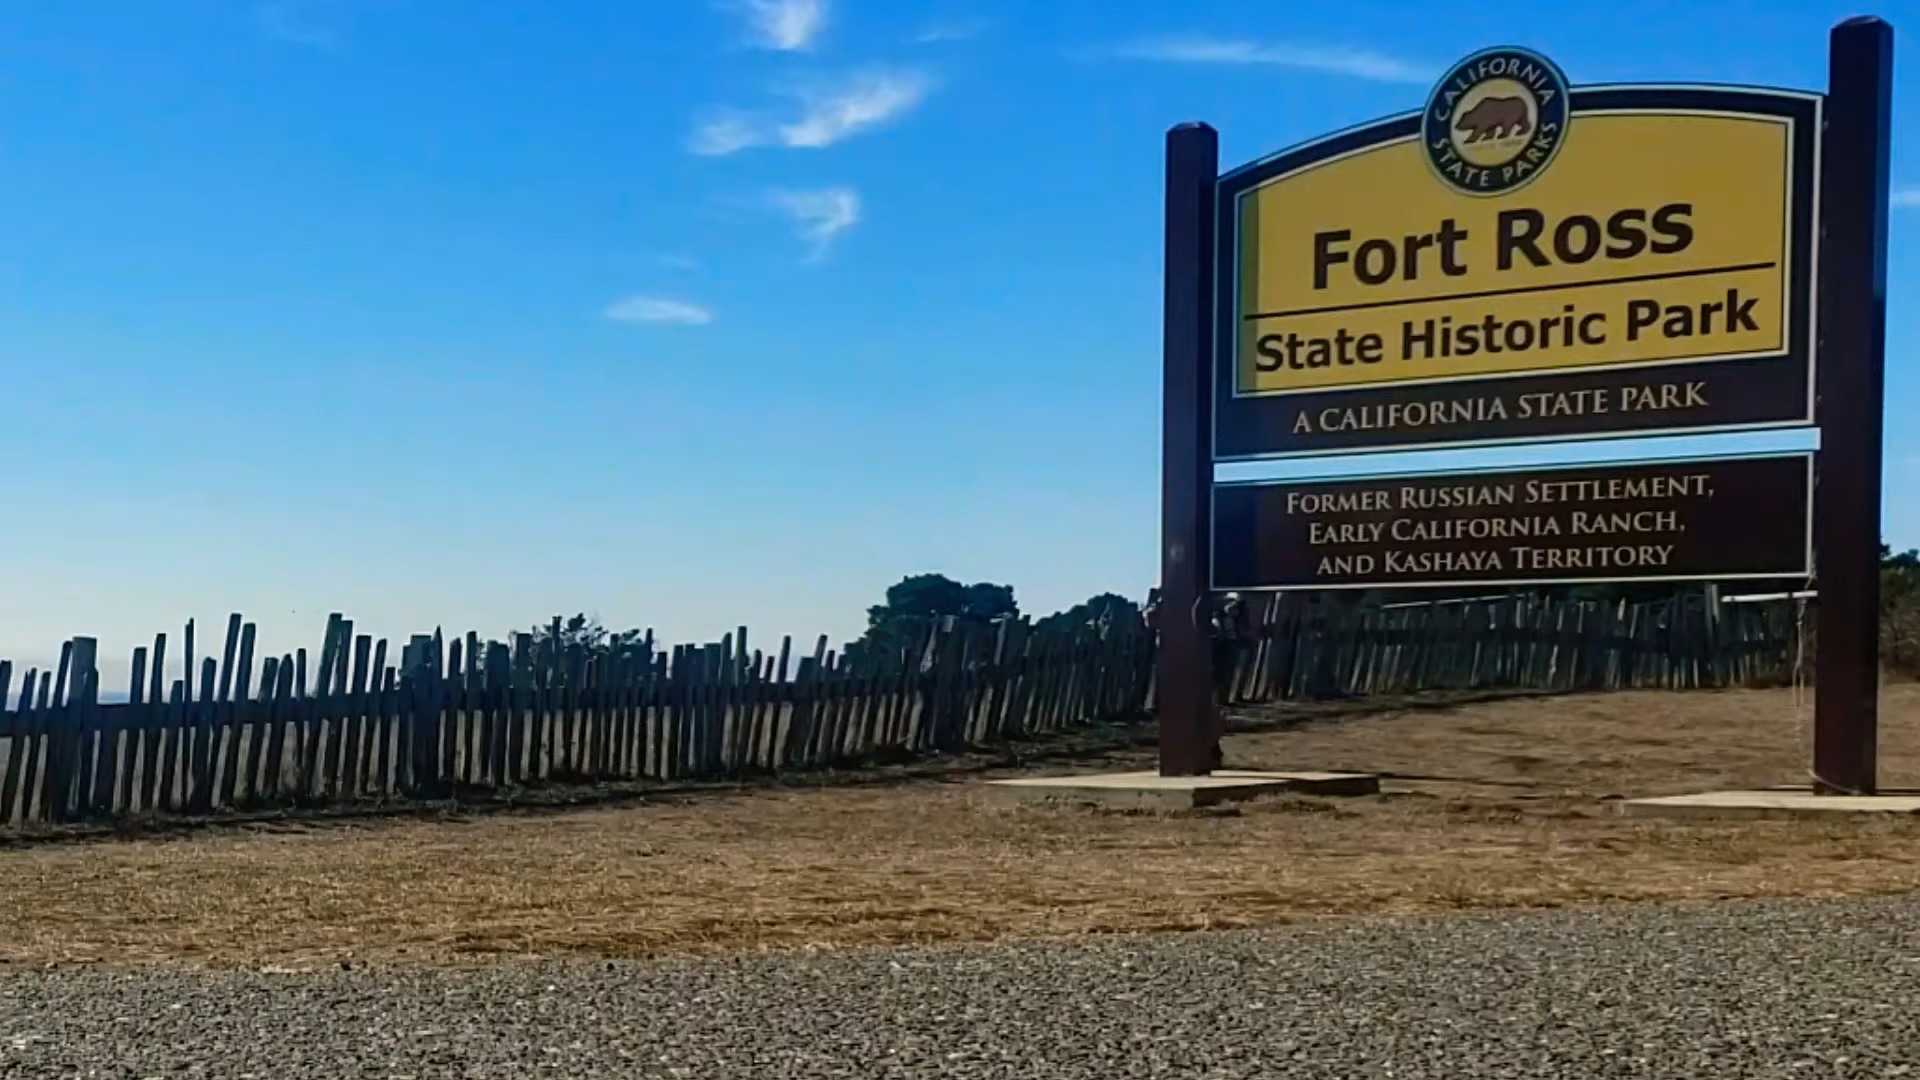 CALIFORNIA
STATE PARKS
Fort Ross
State Historic Park
A CALIFORNIA STATE PARK
FORMER RUSSIAN SETTLEMENT,
EARLY CALIFORNIA RANCH,
AND KASHAYA TERRITORY